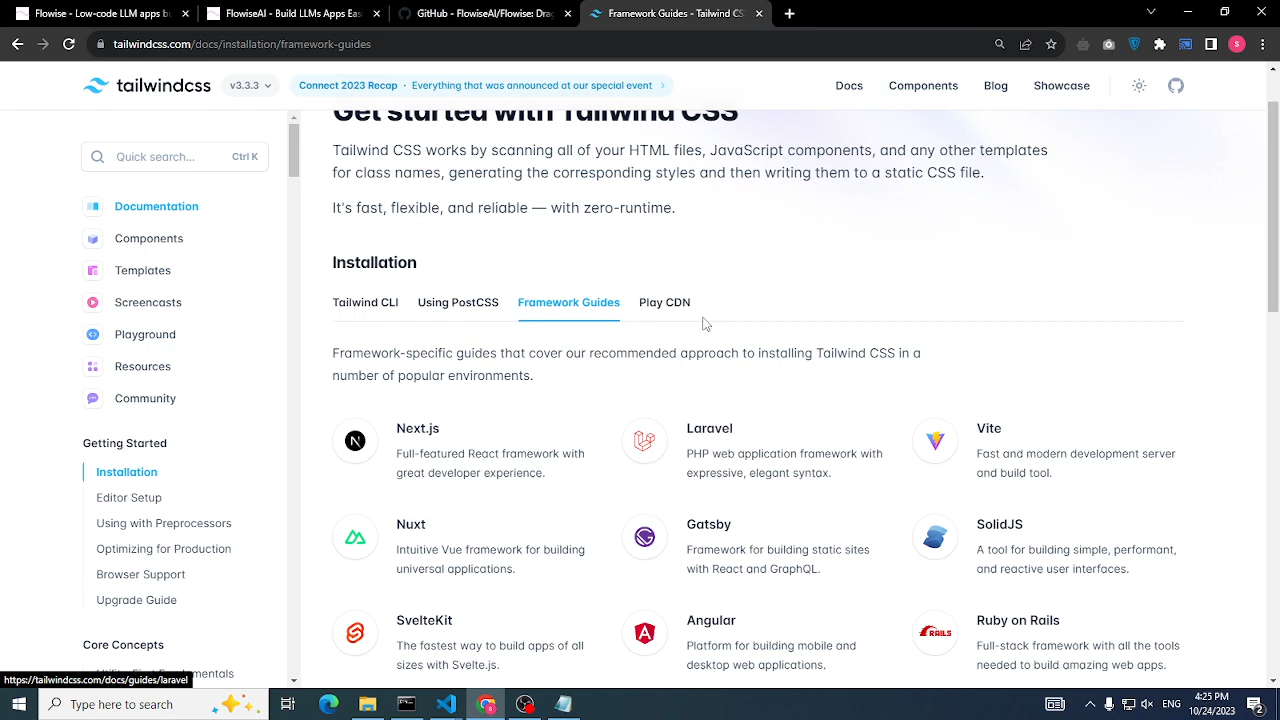 Flowise - Low-code LLM apps bu
FlowiseAI - Build LLMs Apps Eas
GitHub - FlowiseAI/Flowise: Drag
Framework Guides - Tailwind CS
tailwindcss.com/docs/installation/framework-guides
S
tailwindcss
v3.3.3
Connect 2023 Recap · Everything that was announced at our special event
Docs
Components
Blog
Showcase
Get started with Tailwind CSS
Quick search...
Ctrl K
Tailwind CSS works by scanning all of your HTML files, JavaScript components, and any other templates
for class names, generating the corresponding styles and then writing them to a static CSS file.
It's fast, flexible, and reliable — with zero-runtime.
Documentation
Components
Templates
Screencasts
Playground
Resources
Community
Getting Started
Installation
Editor Setup
Using with Preprocessors
Optimizing for Production
Browser Support
Upgrade Guide
Core Concepts
Installation
Tailwind CLI
Using PostCSS
Framework Guides
Play CDN
Framework-specific guides that cover our recommended approach to installing Tailwind CSS in a
number of popular environments.
Next.js
Full-featured React framework with
great developer experience.
Laravel
PHP web application framework with
expressive, elegant syntax.
Vite
Fast and modern development server
and build tool.
Nuxt
Intuitive Vue framework for building
universal applications.
Gatsby
Framework for building static sites
with React and GraphQL.
SolidJS
A tool for building simple, performant,
and reactive user interfaces.
SvelteKit
The fastest way to build apps of all
sizes with Svelte.js.
Angular
Platform for building mobile and
desktop web applications.
RAILS
Ruby on Rails
Full-stack framework with all the tools
needed to build amazing web apps.
https://tailwindcss.com/docs/guides/laravel
Type here to search
ENG
4:25 PM
10/24/2023
2